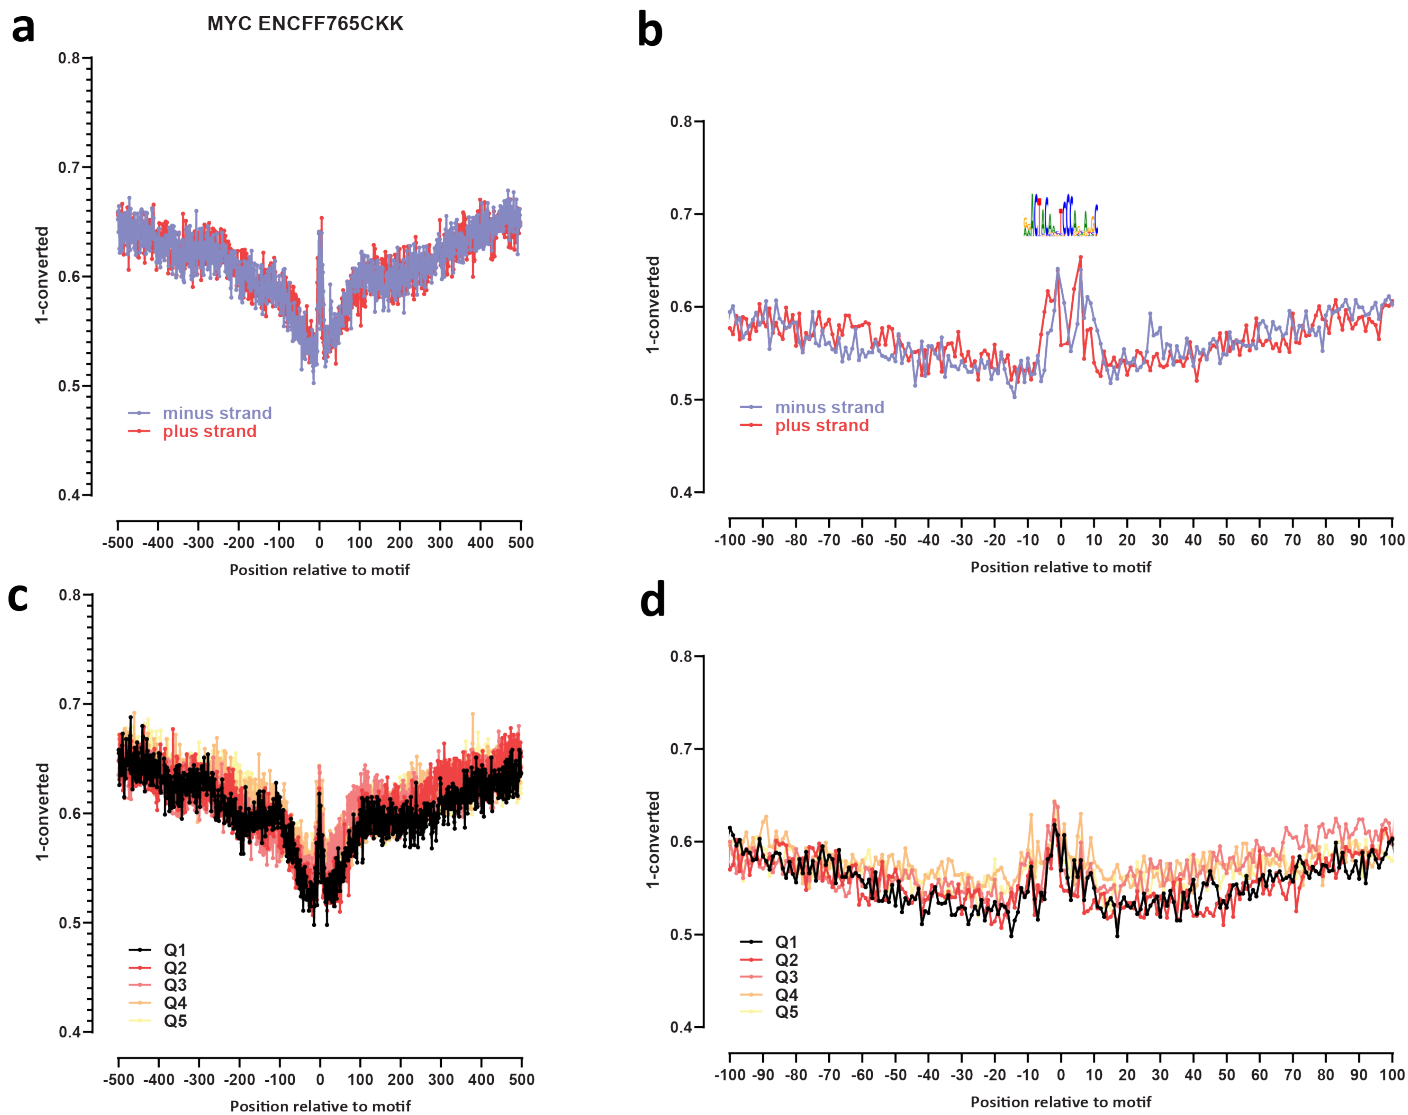 a
MYC ENCFF765CKK
0.8
0.7
0.6
0.5
0.4
1-converted
minus strand
plus strand
-500 -400 -300 -200 -100 0 100 200 300 400 500
Position relative to motif
b
0.8
0.7
0.6
0.5
0.4
1-converted
minus strand
plus strand
-100 -90 -80 -70 -60 -50 -40 -30 -20 -10 0 10 20 30 40 50 60 70 80 90 100
Position relative to motif
c
0.8
0.7
0.6
0.5
0.4
1-converted
Q1
Q2
Q3
Q4
Q5
-500 -400 -300 -200 -100 0 100 200 300 400 500
Position relative to motif
d
0.8
0.7
0.6
0.5
0.4
1-converted
Q1
Q2
Q3
Q4
Q5
-100 -90 -80 -70 -60 -50 -40 -30 -20 -10 0 10 20 30 40 50 60 70 80 90 100
Position relative to motif